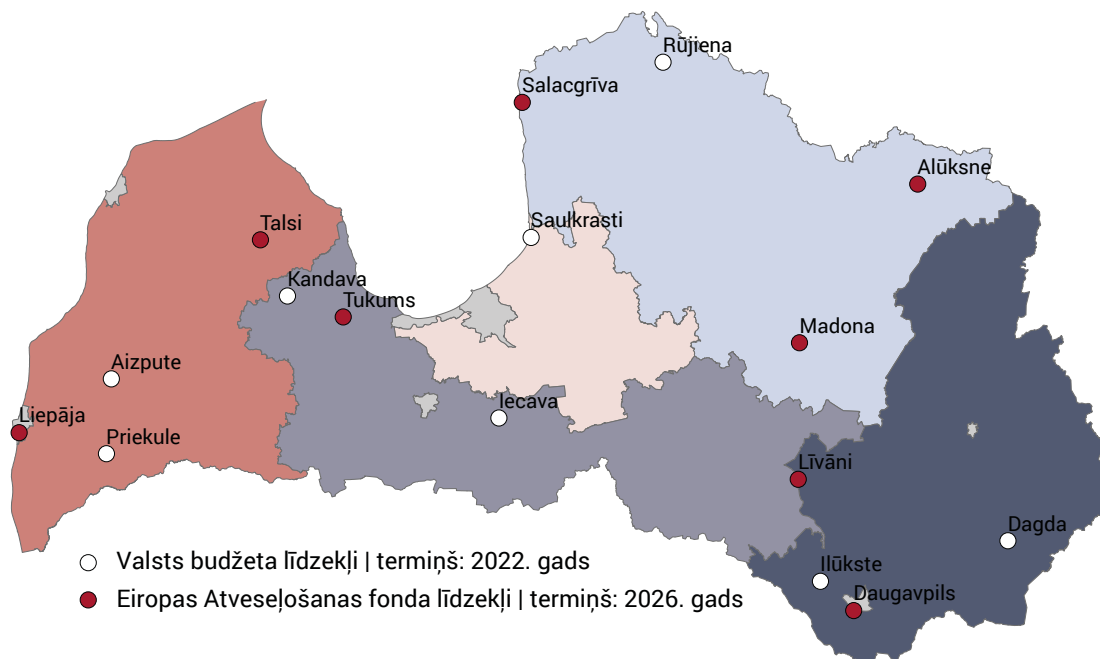 Rūjiena
Salacgrīva
Alūksne
Talsi
Saulkrasti
Kandava
Tukums
Madona
Aizpute
Iecava
Liepāja
Priekule
Līvāni
Dagda
Valsts budžeta līdzekļi | termiņš: 2022. gads
Ilūkste
Eiropas Atveseļošanas fonda līdzekļi | termiņš: 2026. gads
Daugavpils